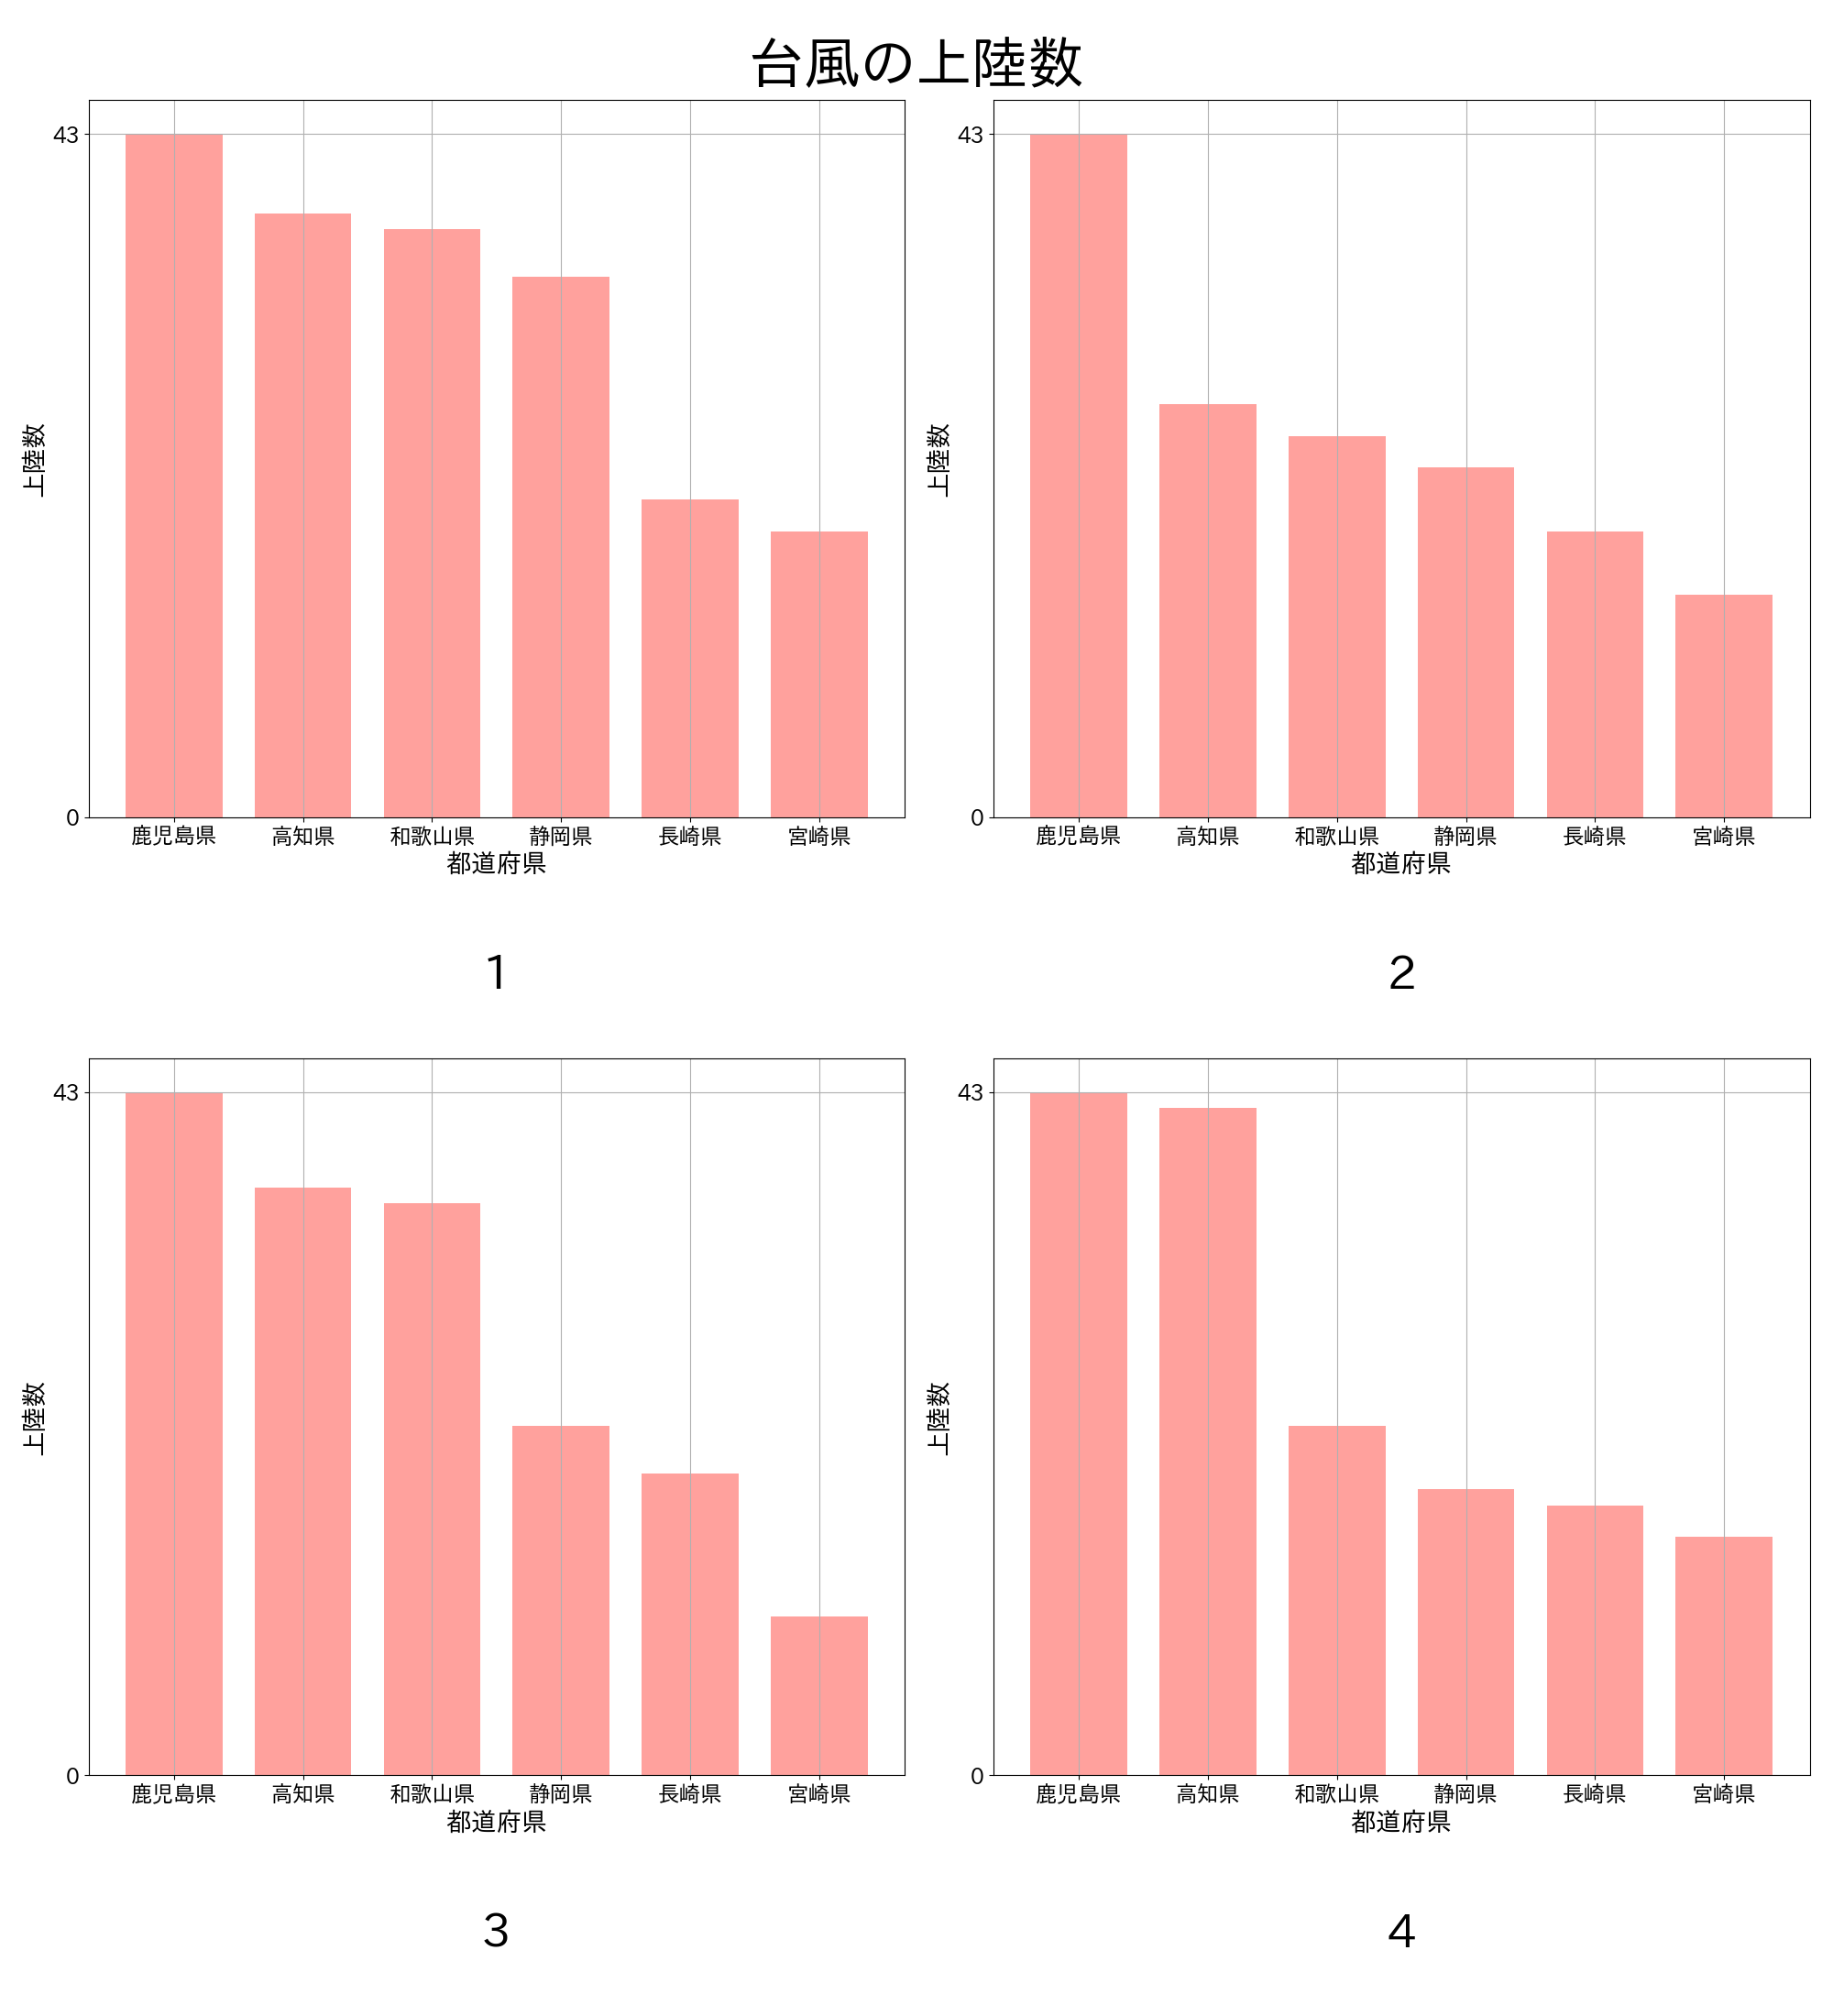 台風の上陸数
43
上陸数
0
鹿児島県 高知県 和歌山県 静岡県 長崎県 宮崎県
都道府県
1
43
上陸数
0
鹿児島県 高知県 和歌山県 静岡県 長崎県 宮崎県
都道府県
2
43
上陸数
0
鹿児島県 高知県 和歌山県 静岡県 長崎県 宮崎県
都道府県
3
43
上陸数
0
鹿児島県 高知県 和歌山県 静岡県 長崎県 宮崎県
都道府県
4